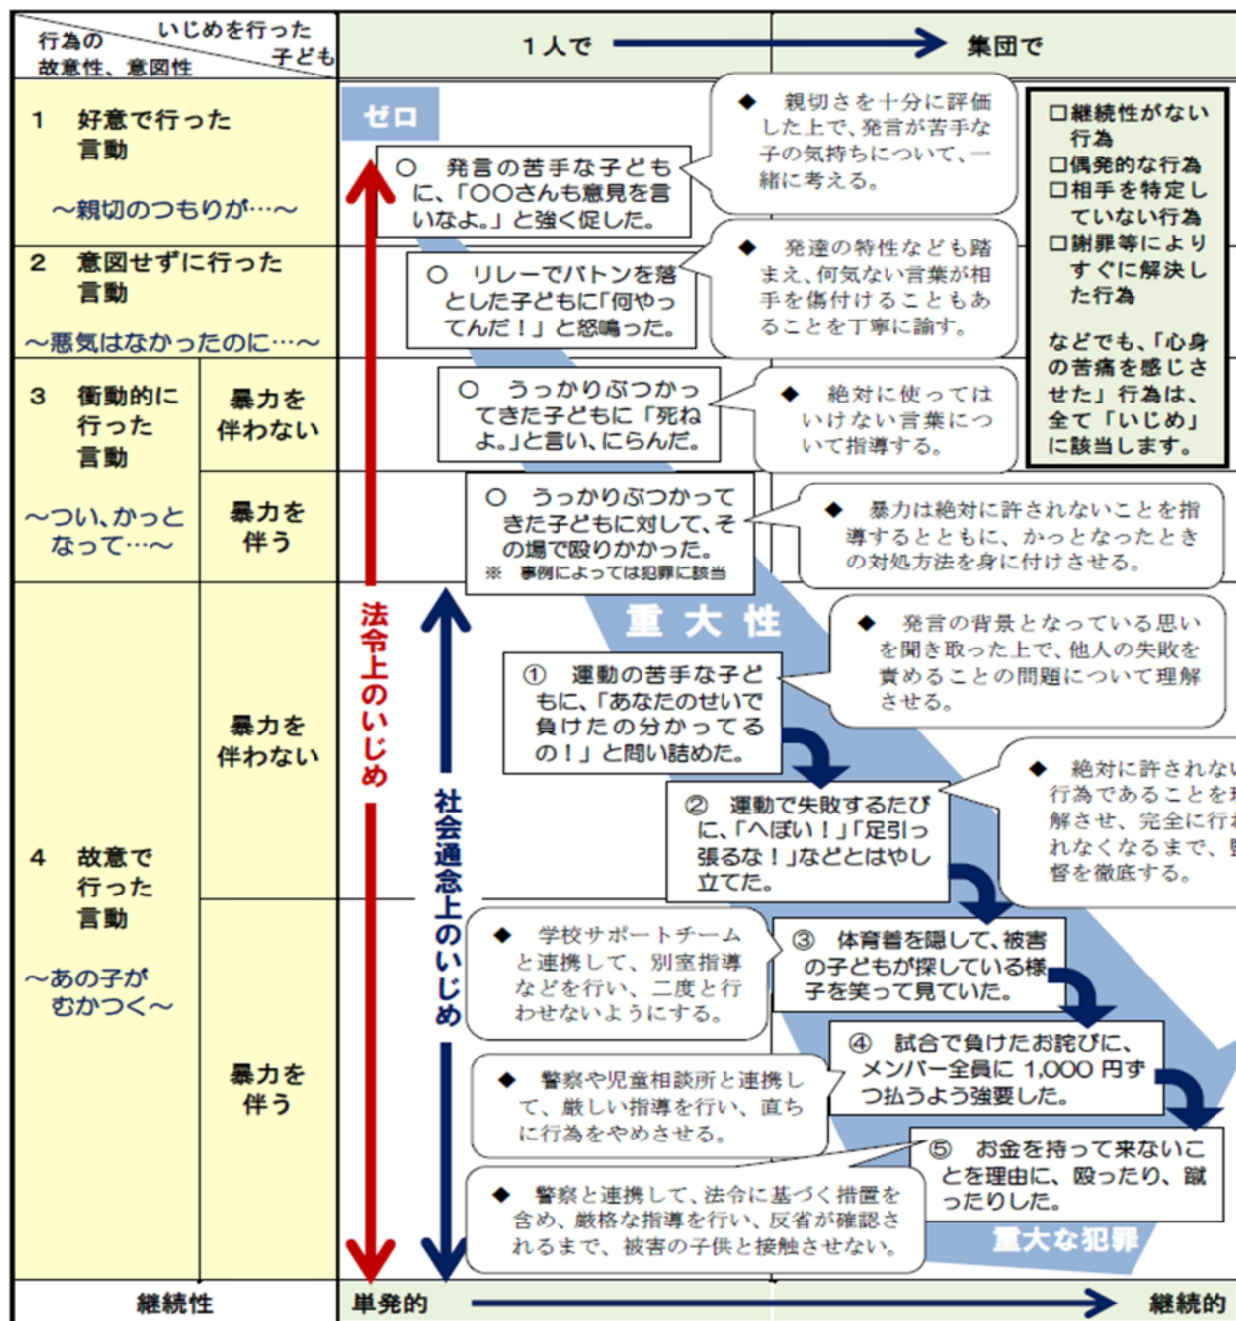 いじめを行った
子ども
行為の
故意性、意図性
1人で
集団で
1　好意で行った
言動
～親切のつもりが…～
2　意図せずに行った
言動
～悪気はなかったのに…～
3　衝動的に
行った
言動
～つい、かっと
なって…～
暴力を
伴わない
暴力を
伴う
4　故意で
行った
言動
～あの子が
むかつく～
暴力を
伴わない
暴力を
伴う
ゼロ
法令上のいじめ
社会通念上のいじめ
重大性
重大な犯罪
○　発言の苦手な子ども
に、「〇〇さんも意見を言
いなよ。」と強く促した。
◆　親切さを十分に評価
した上で、発言が苦手な
子の気持ちについて、一
緒に考える。
○　リレーでバトンを落
とした子どもに「何やっ
てんだ！」と怒鳴った。
◆　発達の特性なども踏
まえ、何気ない言葉が相
手を傷付けることもあ
ることを丁寧に諭す。
○　うっかりぶつかっ
てきた子どもに「死ね
よ。」と言い、にらんだ。
◆　絶対に使っては
いけない言葉につ
いて指導する。
○　うっかりぶつかって
きた子どもに対して、そ
の場で殴りかかった。
※　事例によっては犯罪に該当
◆　暴力は絶対に許されないことを指
導するとともに、かっとなったとき
の対処方法を身に付けさせる。
□継続性がない
行為
□偶発的な行為
□相手を特定し
ていない行為
□謝罪等により
すぐに解決し
た行為
などでも、「心身
の苦痛を感じさ
せた」行為は、
全て「いじめ」
に該当します。
①　運動の苦手な子ど
もに、「あなたのせいで
負けたの分かってる
の！」と問い詰めた。
◆　発言の背景となっている思い
を聞き取った上で、他人の失敗を
責めることの問題について理解
させる。
②　運動で失敗するたび
に、「へぼい！」「足引っ
張るな！」などとはやし
立てた。
◆　絶対に許されない
行為であることを理
解させ、完全に行わ
れなくなるまで、監
督を徹底する。
③　体育着を隠して、被害
の子どもが探している様
子を笑って見ていた。
◆　学校サポートチーム
と連携して、別室指導
などを行い、二度と行
わせないようにする。
④　試合で負けたお詫びに、
メンバー全員に 1,000 円ず
つ払うよう強要した。
◆　警察や児童相談所と連携し
て、厳しい指導を行い、直ち
に行為をやめさせる。
⑤　お金を持って来ないこ
とを理由に、殴ったり、蹴
ったりした。
◆　警察と連携して、法令に基づく措置を
含め、厳格な指導を行い、反省が確認さ
れるまで、被害の子供と接触させない。
継続性
単発的
継続的